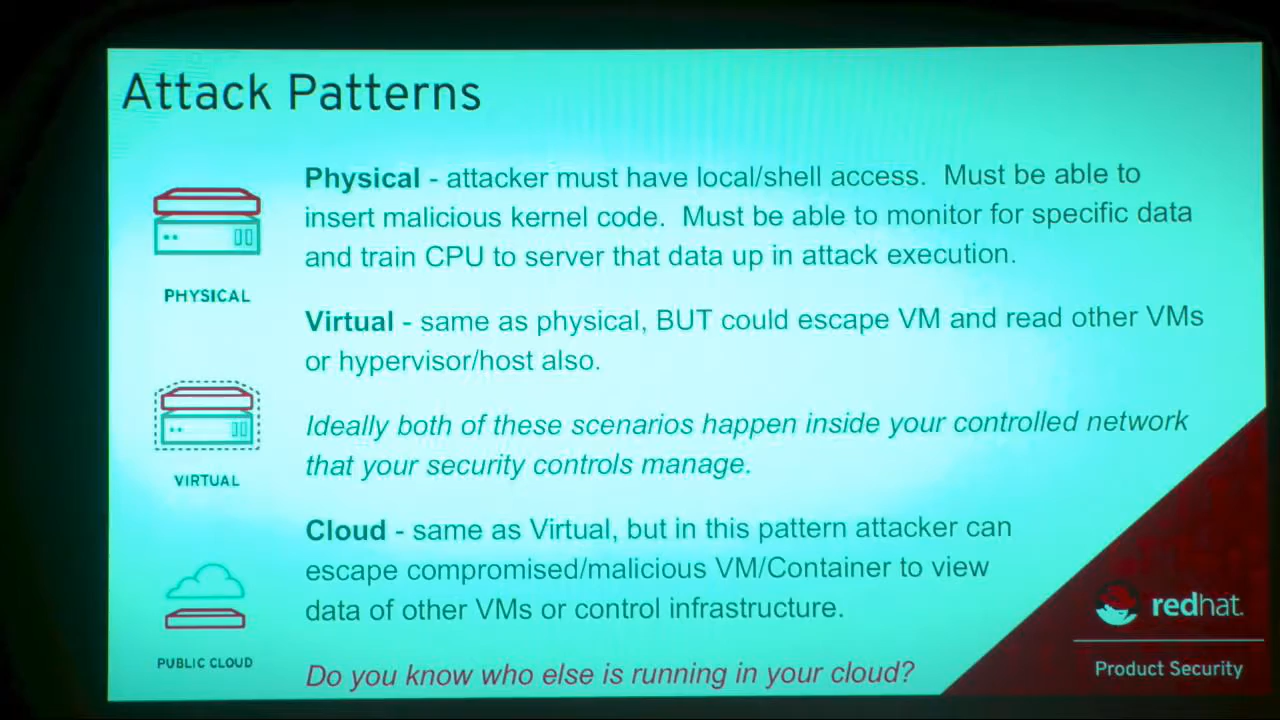 Attack Patterns
Physical - attacker must have local/shell access. Must be able to
insert malicious kernel code. Must be able to monitor for specific data
and train CPU to server that data up in attack execution.
PHYSICAL
Virtual - same as physical, BUT could escape VM and read other VMs
or hypervisor/host also.
Ideally both of these scenarios happen inside your controlled network
that your security controls manage.
VIRTUAL
Cloud - same as Virtual, but in this pattern attacker can
escape compromised/malicious VM/Container to view
data of other VMs or control infrastructure.
PUBLIC CLOUD
Do you know who else is running in your cloud?
redhat.
Product Security